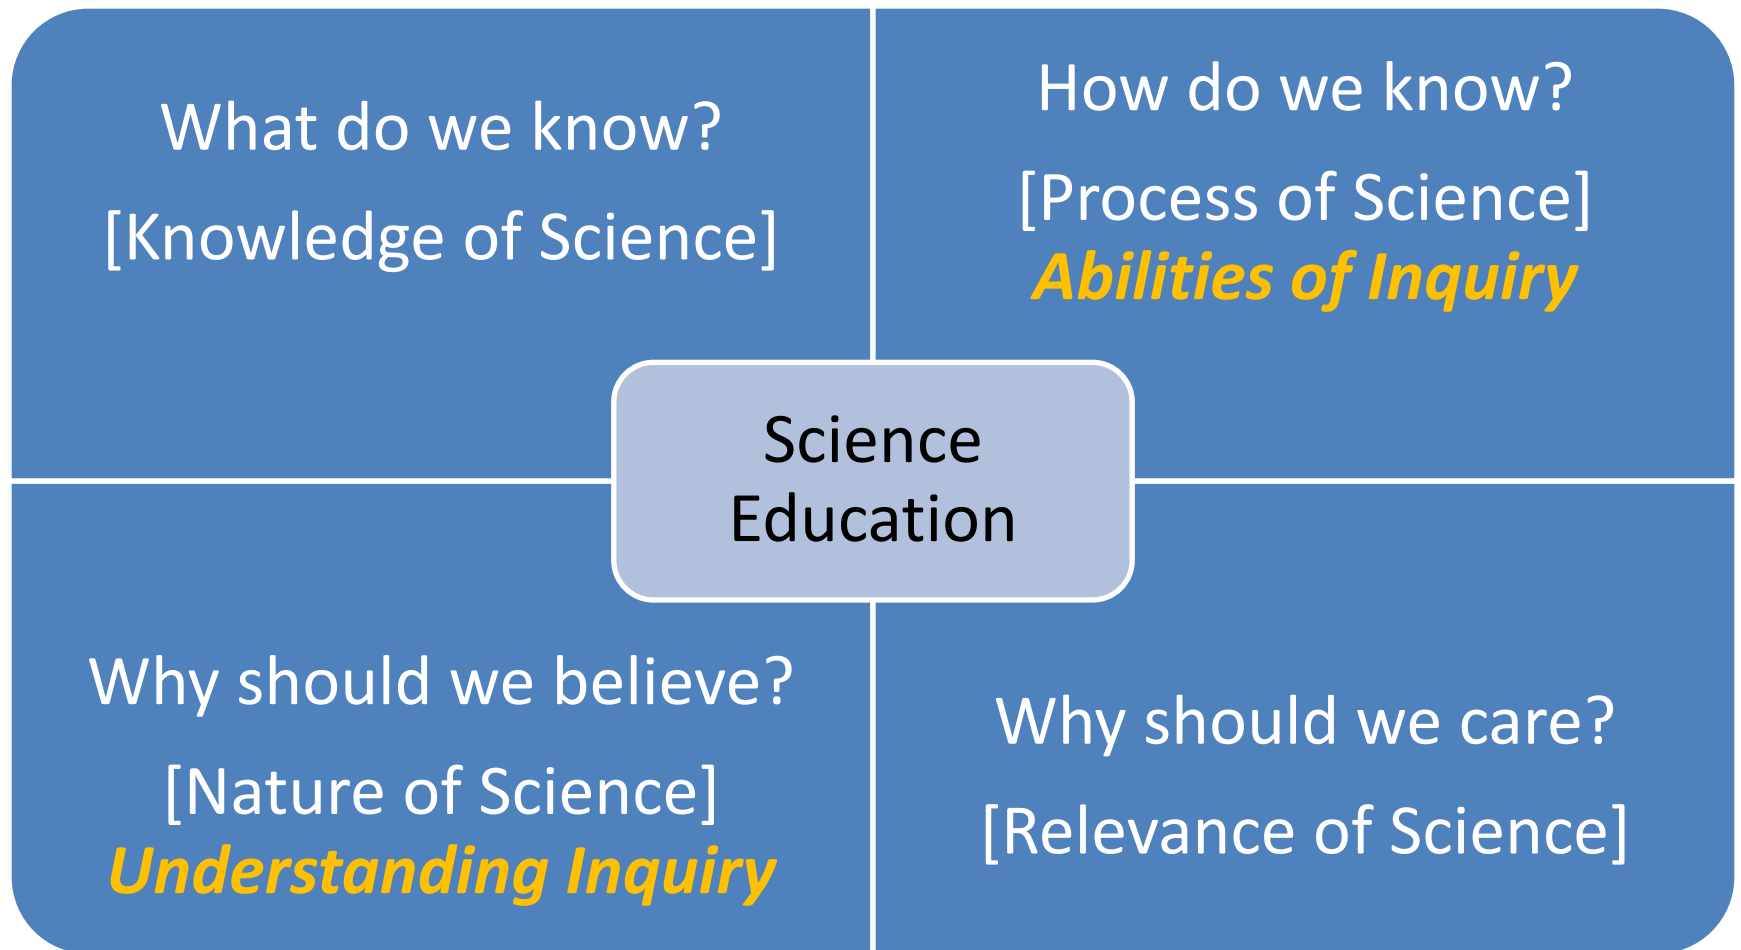 What do we know?
[Knowledge of Science]
How do we know?
[Process of Science]
Abilities of Inquiry
Science
Education
Why should we believe?
[Nature of Science]
Understanding Inquiry
Why should we care?
[Relevance of Science]